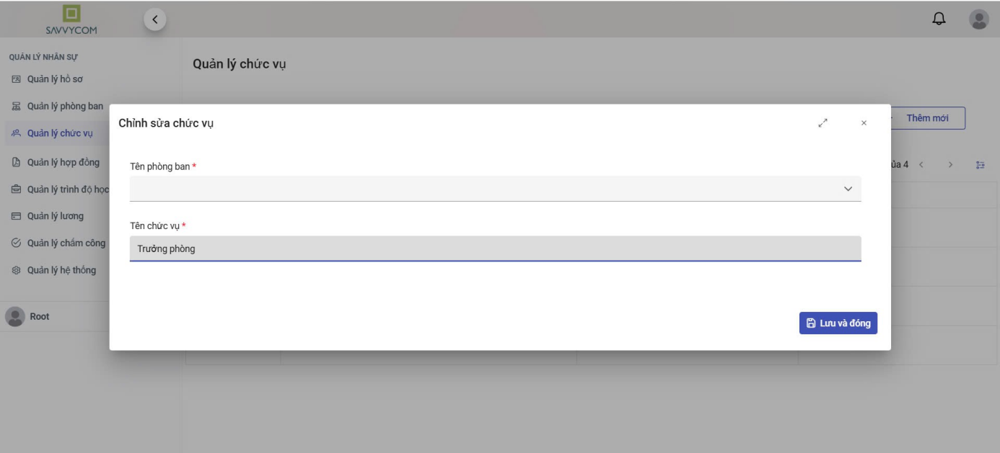 SAVVYCOM
QUẢN LÝ NHÂN SỰ
Quản lý chức vụ
Quản lý hồ sơ
Quản lý phòng ban
Chỉnh sửa chức vụ
Thêm mới
Quản lý chức vụ
Quản lý hợp đồng
Tên phòng ban *
ủa 4
Quản lý trình độ học
Quản lý lương
Tên chức vụ *
Quản lý chấm công
Trưởng phòng
Quản lý hệ thống
Root
Lưu và đóng